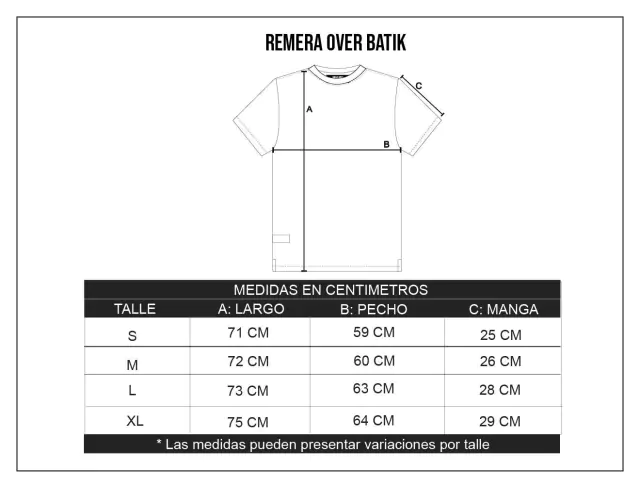 REMERA OVER BATIK
A
B
C
MEDIDAS EN CENTIMETROS
TALLE A: LARGO B: PECHO C: MANGA
S 71 CM 59 CM 25 CM
M 72 CM 60 CM 26 CM
L 73 CM 63 CM 28 CM
XL 75 CM 64 CM 29 CM
* Las medidas pueden presentar variaciones por talle